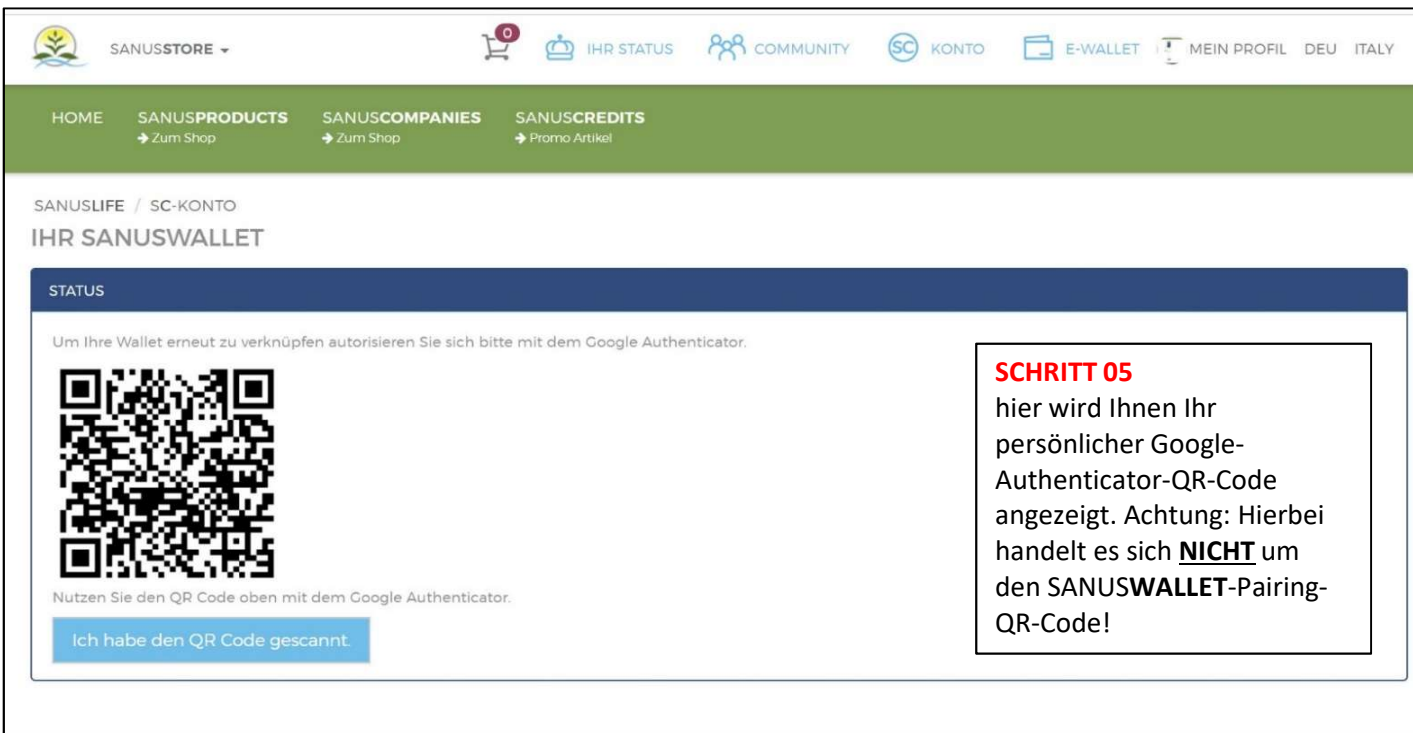 SANUSSTORE
0
IHR STATUS
COMMUNITY
SC
KONTO
E-WALLET
MEIN PROFIL
DEU
ITALY
HOME
SANUSPRODUCTS
Zum Shop
SANUSCOMPANIES
Zum Shop
SANUSCREDITS
Promo Artikel
SANUSLIFE / SC-KONTO
IHR SANUSWALLET
STATUS
Um Ihre Wallet erneut zu verknüpfen autorisieren Sie sich bitte mit dem Google Authenticator.
Nutzen Sie den QR Code oben mit dem Google Authenticator.
Ich habe den QR Code gescannt.
SCHRITT 05
hier wird Ihnen Ihr
persönlicher Google-
Authenticator-QR-Code
angezeigt. Achtung: Hierbei
handelt es sich NICHT um
den SANUSWALLET-Pairing-
QR-Code!